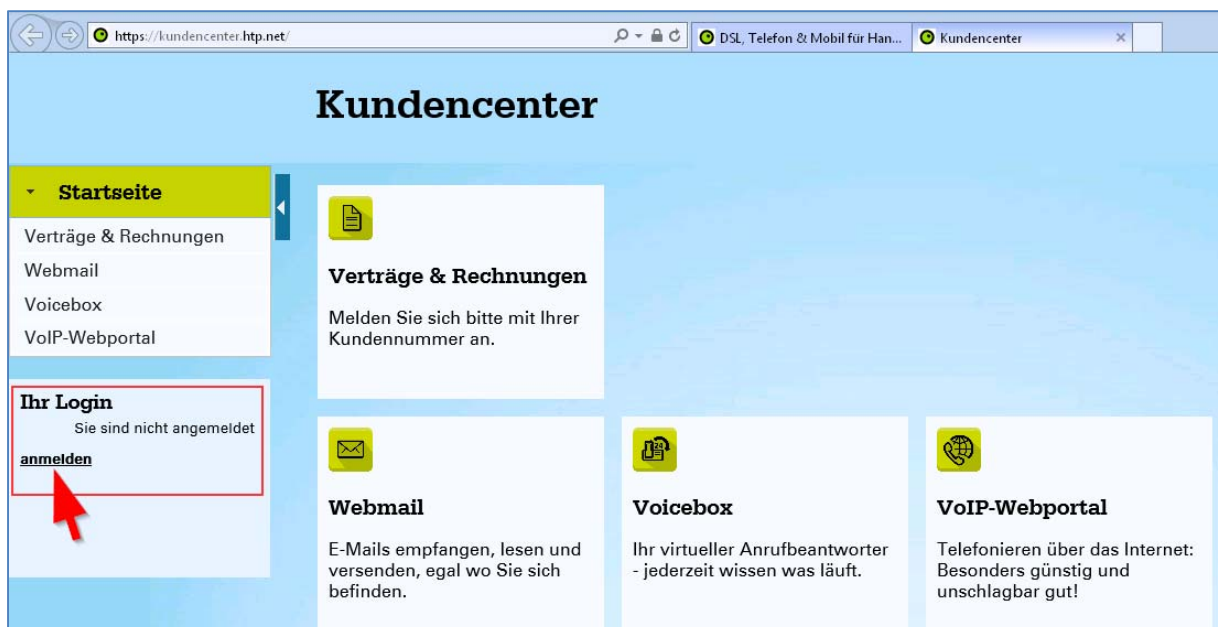 https://kundencenter.htp.net/
DSL, Telefon & Mobil für Han...
Kundencenter
Kundencenter
Startseite
Verträge & Rechnungen
Webmail
Voicebox
VoIP-Webportal
Ihr Login
Sie sind nicht angemeldet
anmelden
Verträge & Rechnungen
Melden Sie sich bitte mit Ihrer
Kundennummer an.
Webmail
E-Mails empfangen, lesen und
versenden, egal wo Sie sich
befinden.
24
Voicebox
Ihr virtueller Anrufbeantworter
- jederzeit wissen was läuft.
VoIP-Webportal
Telefonieren über das Internet:
Besonders günstig und
unschlagbar gut!